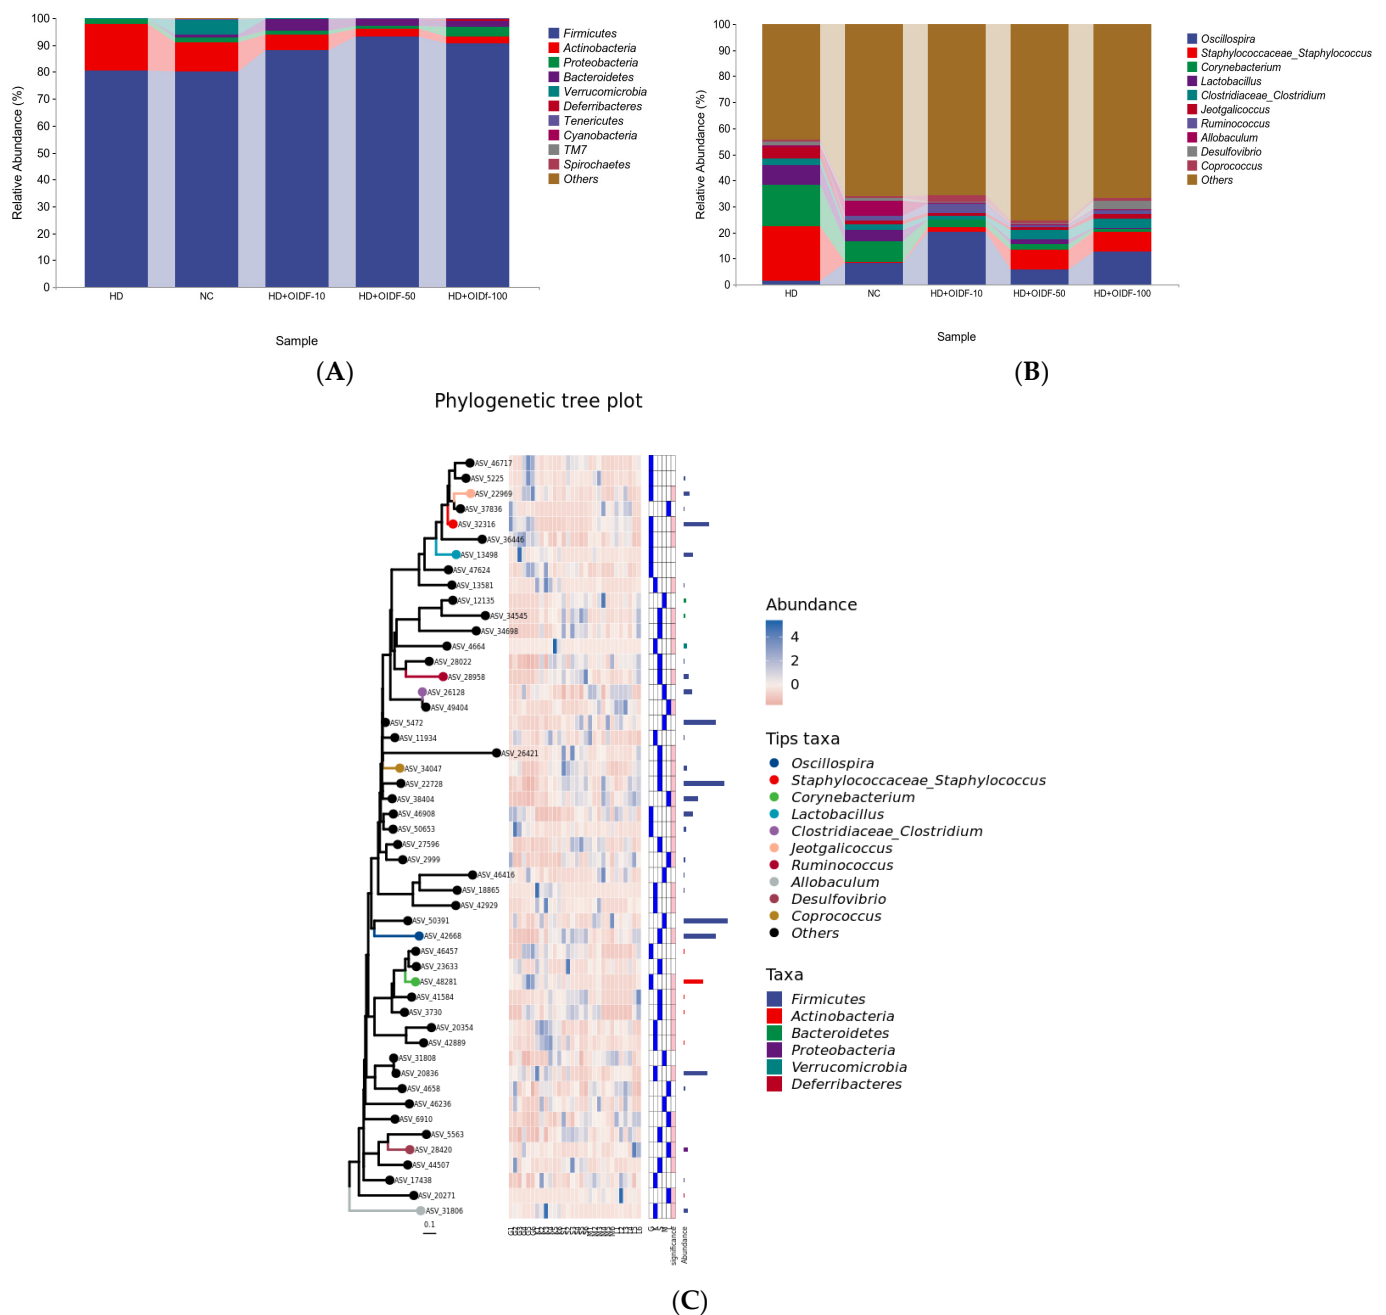 100
90
80
70
60
50
40
30
20
10
0
Relative Abundance (%)
HD
NC
HD+OIDF-10
HD+OIDF-50
HD+OIDf-100
Sample
Firmicutes
Actinobacteria
Proteobacteria
Bacteroidetes
Verrucomicrobia
Deferribacteres
Tenericutes
Cyanobacteria
TM7
Spirochaetes
Others
(A)
100
90
80
70
60
50
40
30
20
10
0
Relative Abundance (%)
HD
NC
HD+OIDF-10
HD+OIDF-50
HD+OIDF-100
Sample
Oscillospira
Staphylococcaceae_Staphylococcus
Corynebacterium
Lactobacillus
Clostridiaceae_Clostridium
Jeotgalicoccus
Ruminococcus
Allobaculum
Desulfovibrio
Coprococcus
Others
(B)
Phylogenetic tree plot
ASV_46717
ASV_5225
ASV_22969
ASV_37836
ASV_32316
ASV_36446
ASV_13498
ASV_47624
ASV_13581
ASV_12135
ASV_34545
ASV_34698
ASV_4664
ASV_28022
ASV_28958
ASV_26128
ASV_49404
ASV_5472
ASV_11934
ASV_26421
ASV_34047
ASV_22728
ASV_38404
ASV_46908
ASV_50653
ASV_27596
ASV_2999
ASV_46416
ASV_18865
ASV_42929
ASV_50391
ASV_42668
ASV_46457
ASV_23633
ASV_48281
ASV_41584
ASV_3730
ASV_20354
ASV_42889
ASV_31808
ASV_20836
ASV_4658
ASV_46236
ASV_6910
ASV_5563
ASV_28420
ASV_44507
ASV_17438
ASV_20271
ASV_31806
0.1
significance
Abundance
Abundance
4
2
0
Tips taxa
Oscillospira
Staphylococcaceae_Staphylococcus
Corynebacterium
Lactobacillus
Clostridiaceae_Clostridium
Jeotgalicoccus
Ruminococcus
Allobaculum
Desulfovibrio
Coprococcus
Others
Taxa
Firmicutes
Actinobacteria
Bacteroidetes
Proteobacteria
Verrucomicrobia
Deferribacteres
(C)